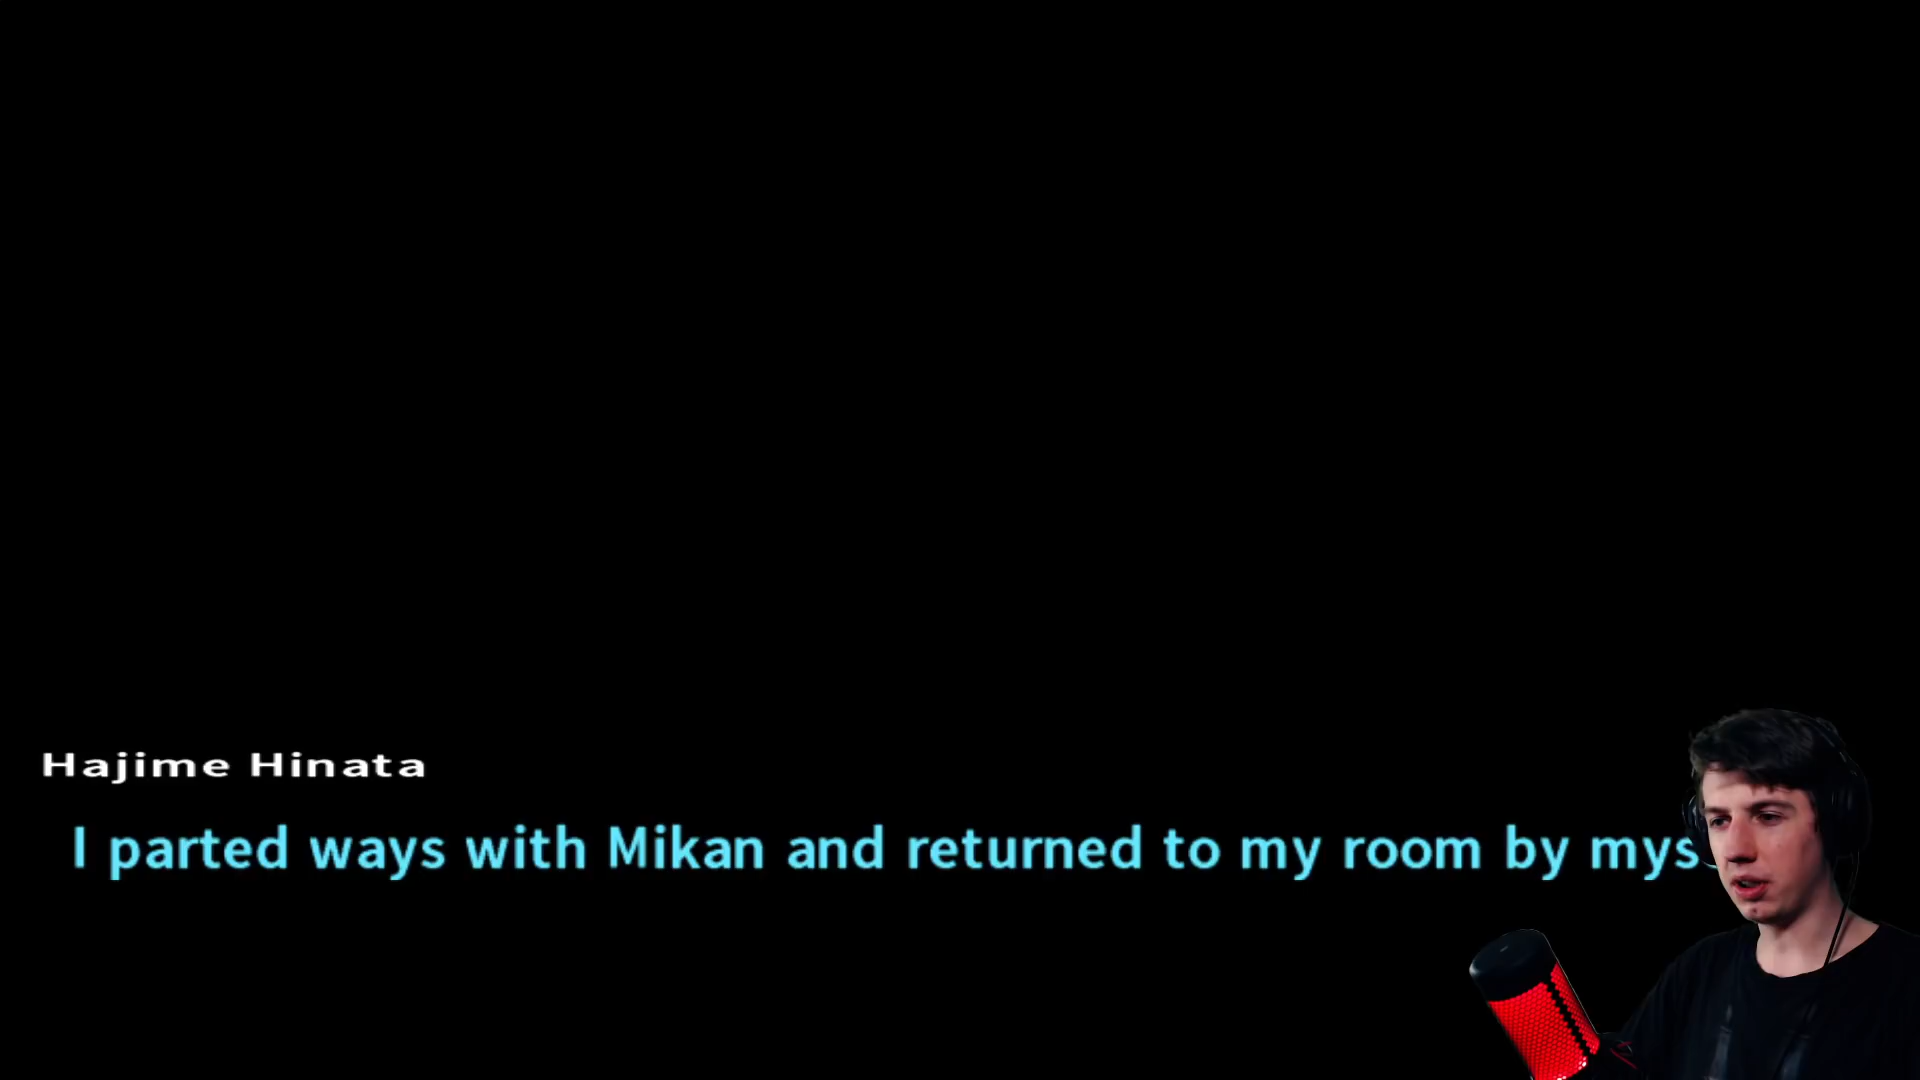 Hajime Hinata
I parted ways with Mikan and returned to my room by mys